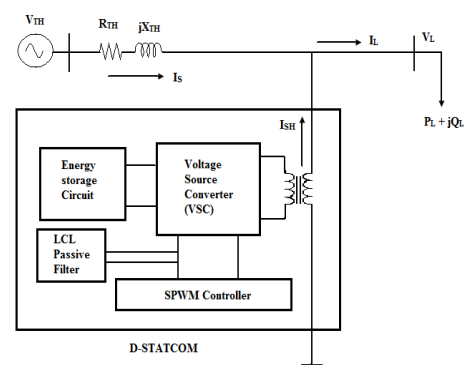 VTH
RTH
jXTH
IS
IL
VL
PL + jQL
ISH
Energy
storage
Circuit
Voltage
Source
Converter
(VSC)
LCL
Passive
Filter
SPWM Controller
D-STATCOM